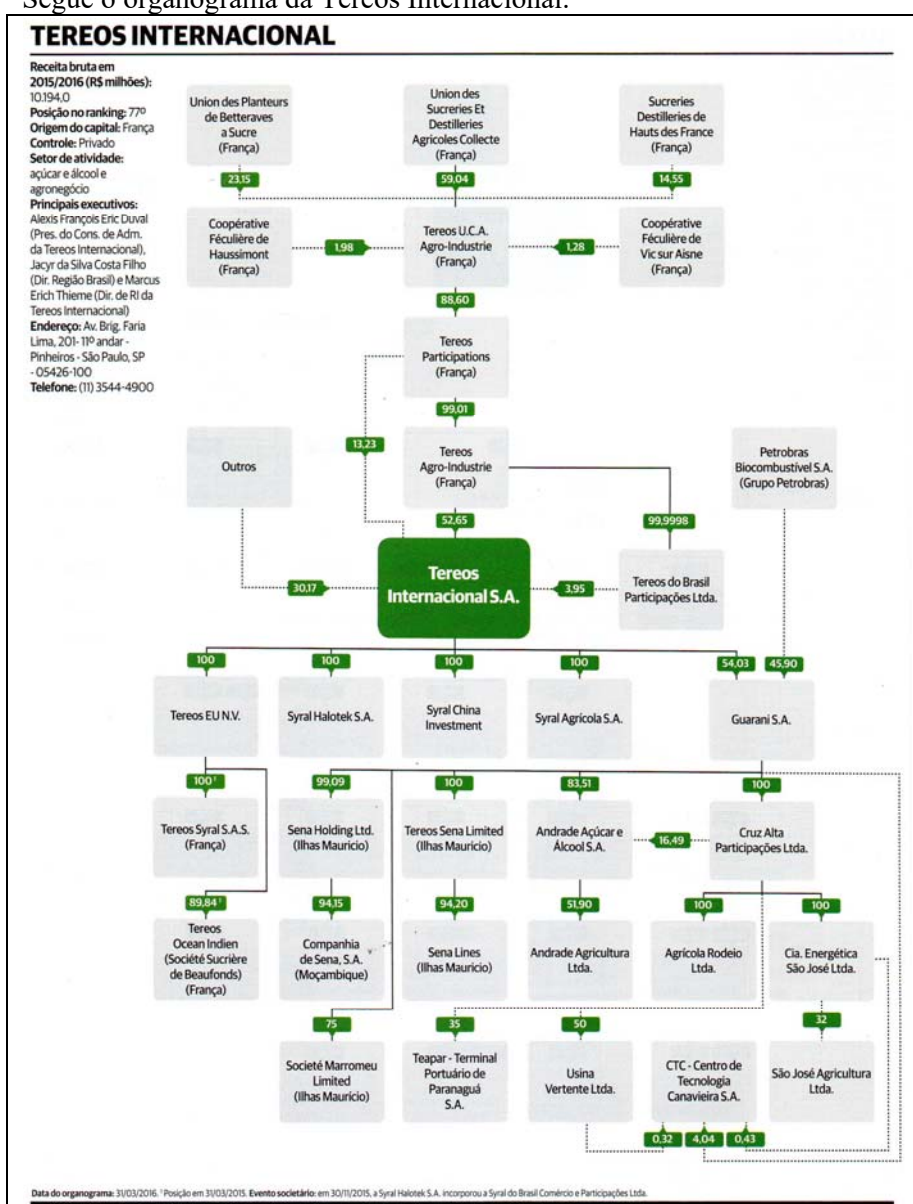 Segue o organograma da Tereos Internacional.
TEREOS INTERNACIONAL
Receita bruta em
2015/2016 (R$ milhões):
10.194,0
Posição no ranking: 77º
Origem do capital: França
Controle: Privado
Setor de atividade:
açúcar e álcool e
agronegócio
Principais executivos:
Alexis François Eric Duval
(Pres. do Cons. de Adm.
da Tereos Internacional),
Jacyr da Silva Costa Filho
(Dir. Região Brasil) e Marcus
Erich Thieme (Dir. de RI da
Tereos Internacional)
Endereço: Av. Brig. Faria
Lima, 201- 11º andar -
Pinheiros - São Paulo, SP
- 05426-100
Telefone: (11) 3544-4900
Union des Planteurs
de Betteraves
a Sucre
(França)
Union des
Sucreries Et
Destilleries
Agricoles Collecte
(França)
Sucreries
Destilleries de
Hauts des France
(França)
23,15
59,04
14,55
Coopérative
Féculière de
Haussimont
(França)
1,98
Tereos U.C.A.
Agro-Industrie
(França)
1,28
Coopérative
Féculière de
Vic sur Aisne
(França)
88,60
Tereos
Participations
(França)
99,01
13,23
Outros
Tereos
Agro-Industrie
(França)
Petrobras
Biocombustível S.A.
(Grupo Petrobras)
52,65
99,9998
30,17
Tereos
Internacional S.A.
3,95
Tereos do Brasil
Participações Ltda.
100
100
100
100
54,03
45,90
Tereos EU N.V.
Syral Halotek S.A.
Syral China
Investment
Syral Agrícola S.A.
Guarani S.A.
100¹
99,09
100
83,51
100
Tereos Syral S.A.S.
(França)
Sena Holding Ltd.
(Ilhas Mauricio)
Tereos Sena Limited
(Ilhas Mauricio)
Andrade Açúcar e
Álcool S.A.
16,49
Cruz Alta
Participações Ltda.
89,84¹
94,15
94,20
51,90
100
100
Tereos
Ocean Indien
(Société Sucrière
de Beaufonds)
(França)
Companhia
de Sena, S.A.
(Moçambique)
Sena Lines
(Ilhas Maurício)
Andrade Agricultura
Ltda.
Agrícola Rodeio
Ltda.
Cia. Energética
São José Ltda.
75
35
50
32
Societé Marromeu
Limited
(Ilhas Maurício)
Teapar - Terminal
Portuário de
Paranaguá
S.A.
Usina
Vertente Ltda.
CTC - Centro de
Tecnologia
Canavieira S.A.
São José Agricultura
Ltda.
0,32
4,04
0,43
Data do organograma: 31/03/2016. ¹ Posição em 31/03/2015. Evento societário: em 30/11/2015, a Syral Halotek S.A. incorporou a Syral do Brasil Comércio e Participações Ltda.